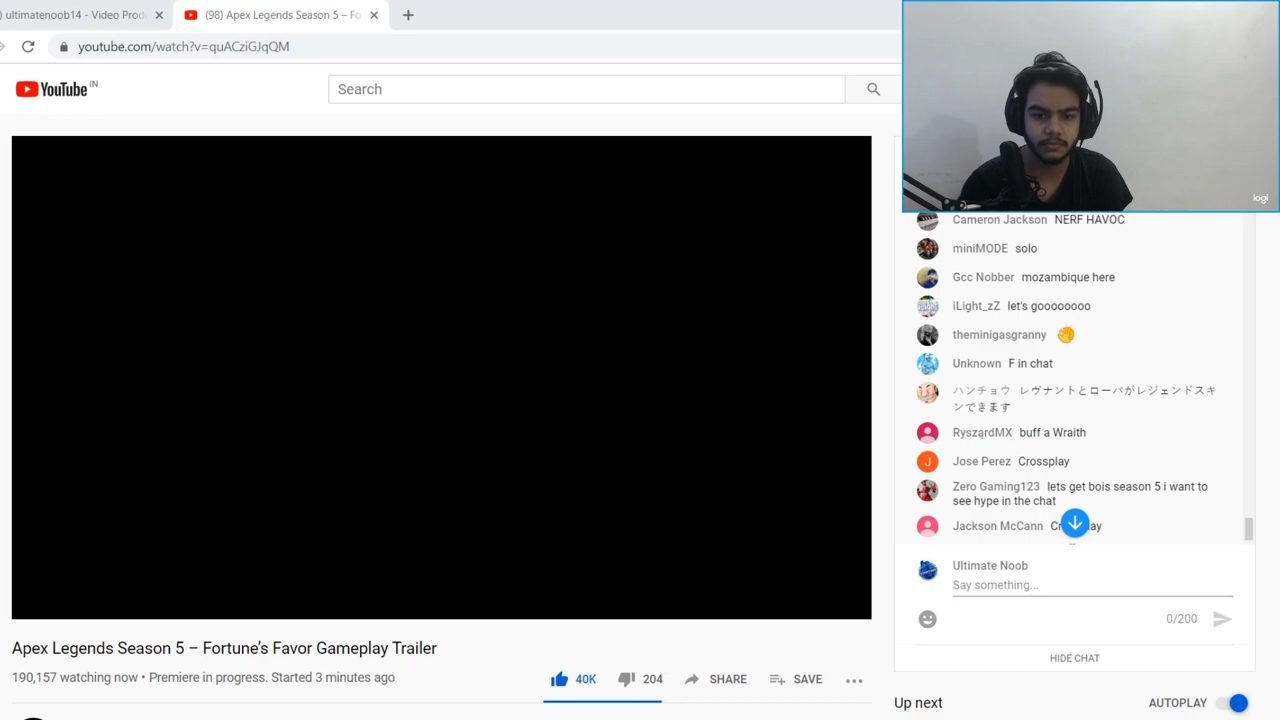 ) ultimatenoob14 - Video Prod
(98) Apex Legends Season 5 – Fo
youtube.com/watch?v=quACziGJqQM
YouTube IN
Search
logi
Cameron Jackson NERF HAVOC
miniMODE solo
Gcc Nobber mozambique here
iLight_zZ let's goooooooo
theminigasgranny
Unknown F in chat
ハンチョウ レヴナントとローバがレジェンドスキ
ンできます
RysząrdMX buff a Wraith
J Jose Perez Crossplay
Zero Gaming123 lets get bois season 5 i want to
see hype in the chat
Jackson McCann
Ultimate Noob
Say something...
0/200
HIDE CHAT
Apex Legends Season 5 – Fortune’s Favor Gameplay Trailer
190,157 watching now • Premiere in progress. Started 3 minutes ago
40K 204 SHARE SAVE
Up next AUTOPLAY